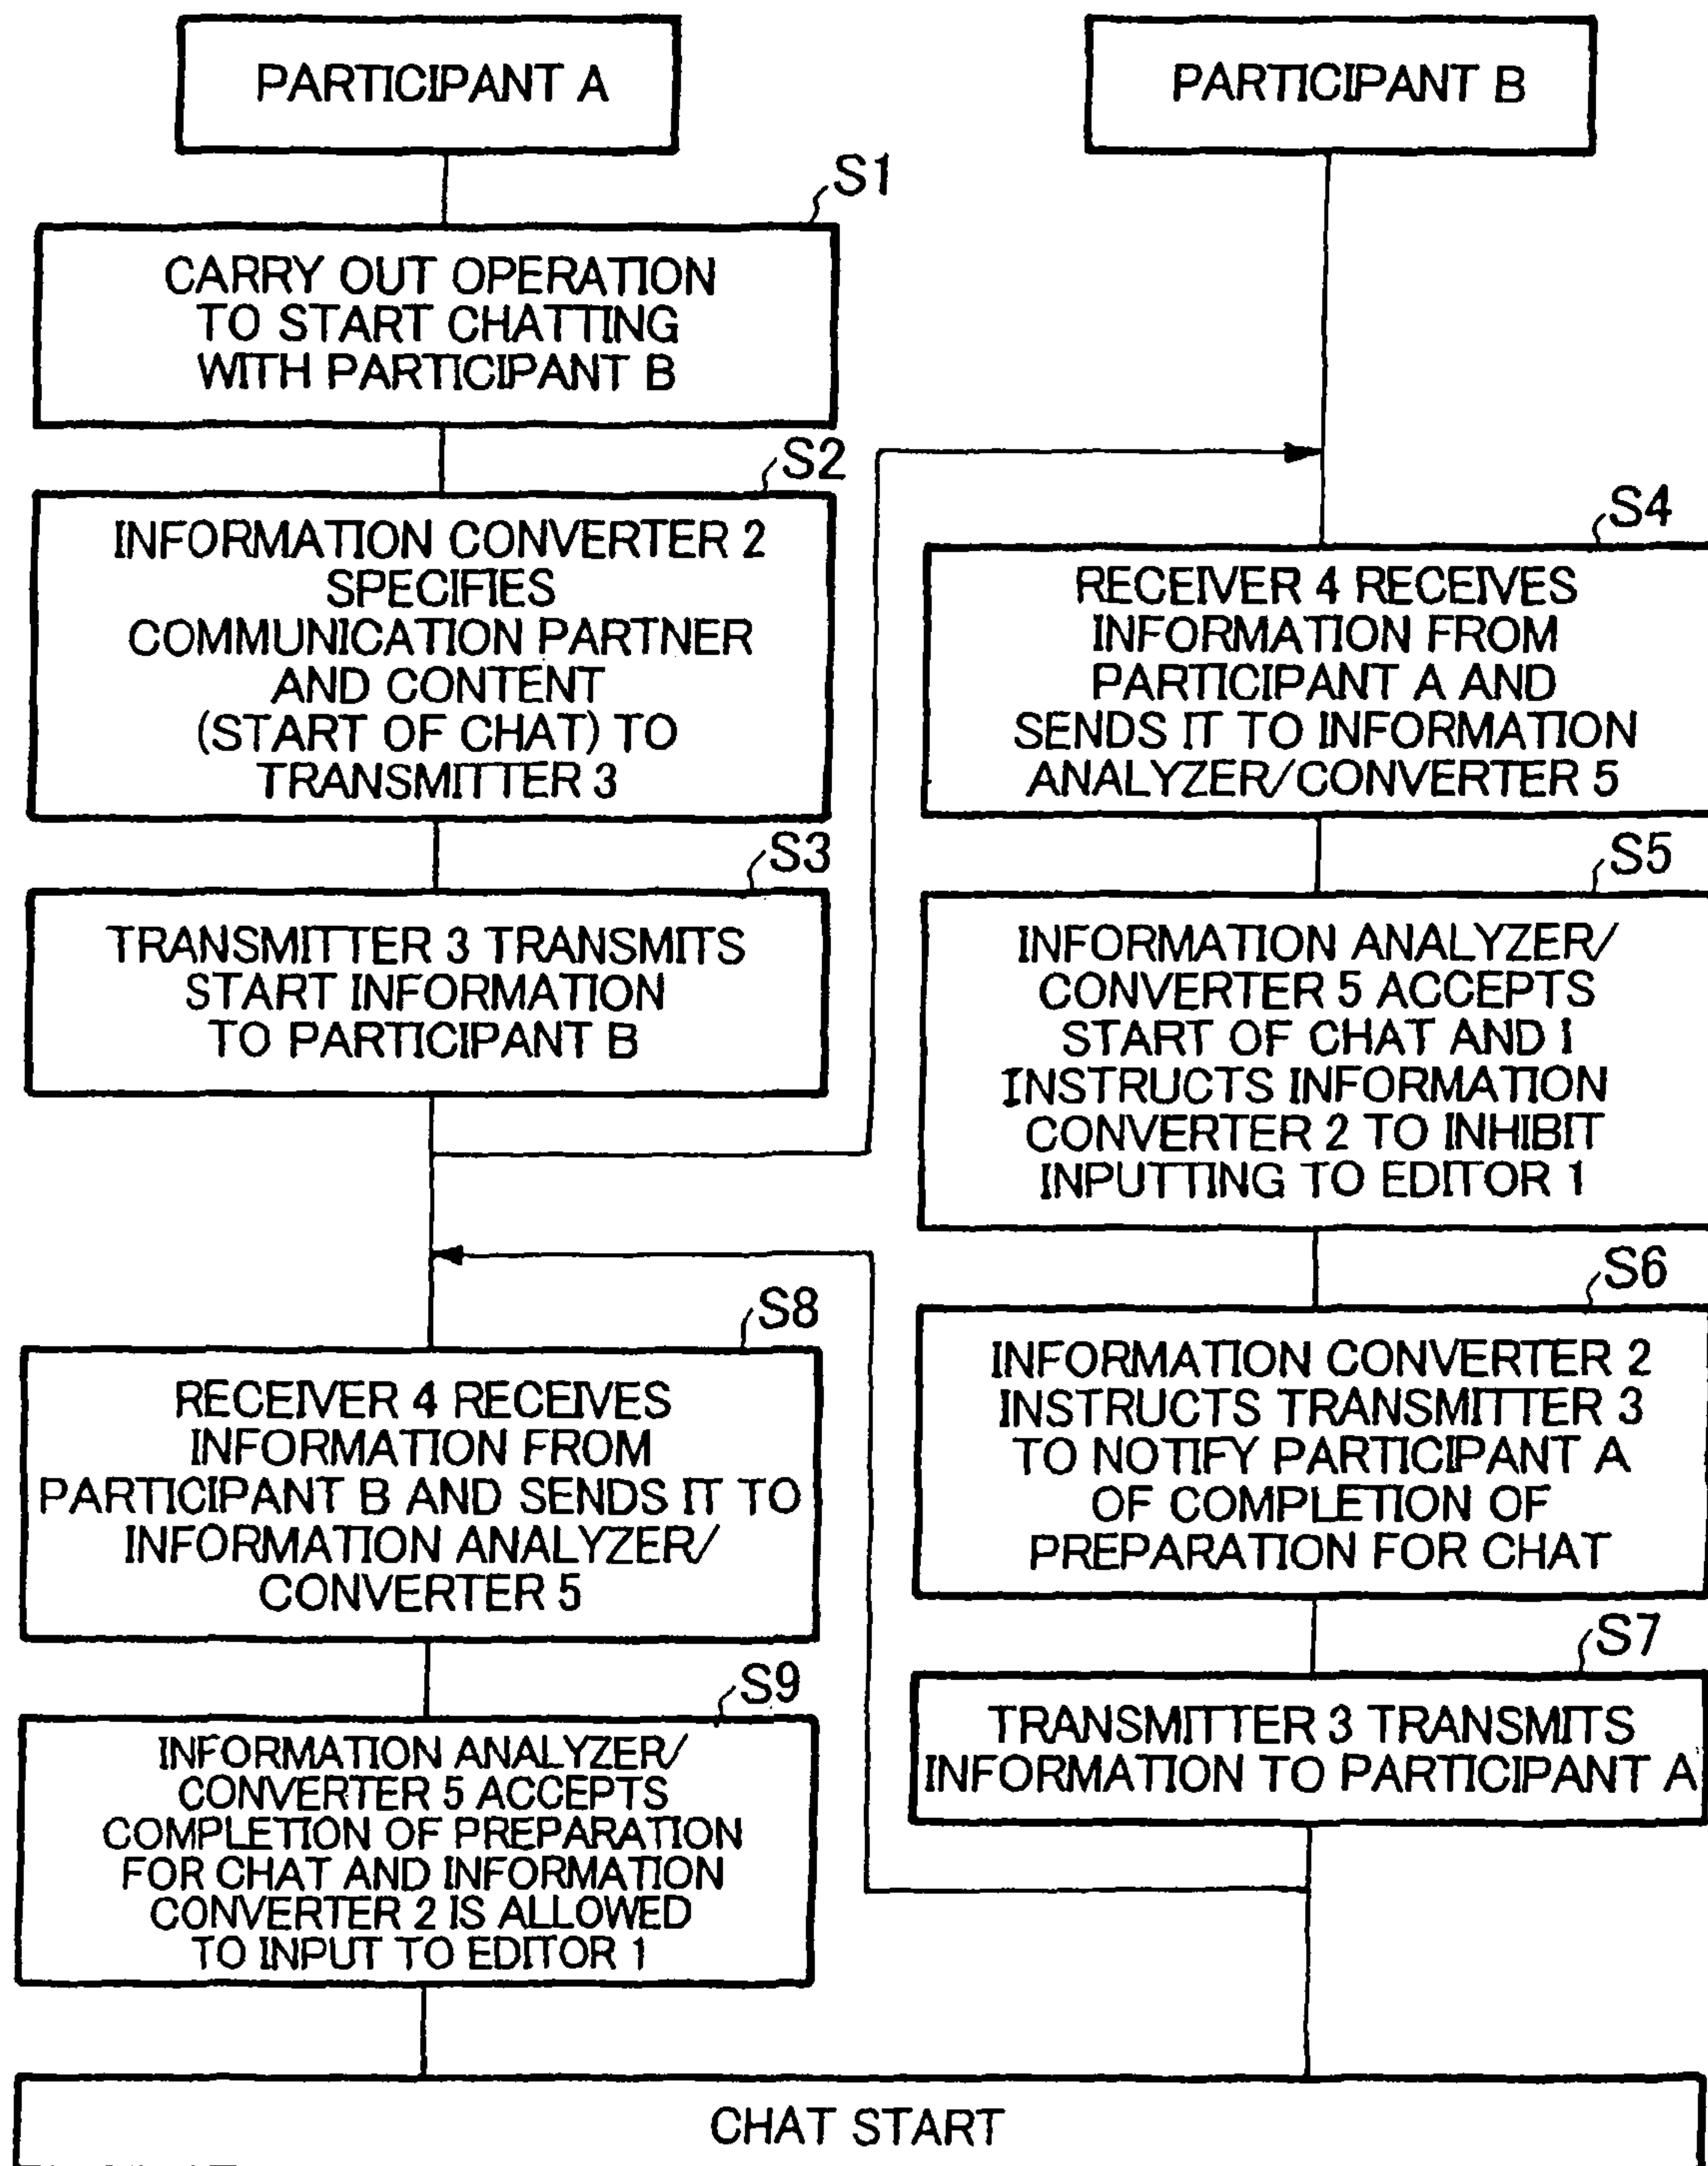 PARTICIPANT A
PARTICIPANT B
S1
CARRY OUT OPERATION
TO START CHATTING
WITH PARTICIPANT B
S2
INFORMATION CONVERTER 2
SPECIFIES
COMMUNICATION PARTNER
AND CONTENT
(START OF CHAT) TO
TRANSMITTER 3
S3
TRANSMITTER 3 TRANSMITS
START INFORMATION
TO PARTICIPANT B
S4
RECEIVER 4 RECEIVES
INFORMATION FROM
PARTICIPANT A AND
SENDS IT TO INFORMATION
ANALYZER/CONVERTER 5
S5
INFORMATION ANALYZER/
CONVERTER 5 ACCEPTS
START OF CHAT AND I
INSTRUCTS INFORMATION
CONVERTER 2 TO INHIBIT
INPUTTING TO EDITOR 1
S6
INFORMATION CONVERTER 2
INSTRUCTS TRANSMITTER 3
TO NOTIFY PARTICIPANT A
OF COMPLETION OF
PREPARATION FOR CHAT
S7
TRANSMITTER 3 TRANSMITS
INFORMATION TO PARTICIPANT A
S8
RECEIVER 4 RECEIVES
INFORMATION FROM
PARTICIPANT B AND SENDS IT TO
INFORMATION ANALYZER/
CONVERTER 5
S9
INFORMATION ANALYZER/
CONVERTER 5 ACCEPTS
COMPLETION OF PREPARATION
FOR CHAT AND INFORMATION
CONVERTER 2 IS ALLOWED
TO INPUT TO EDITOR 1
CHAT START